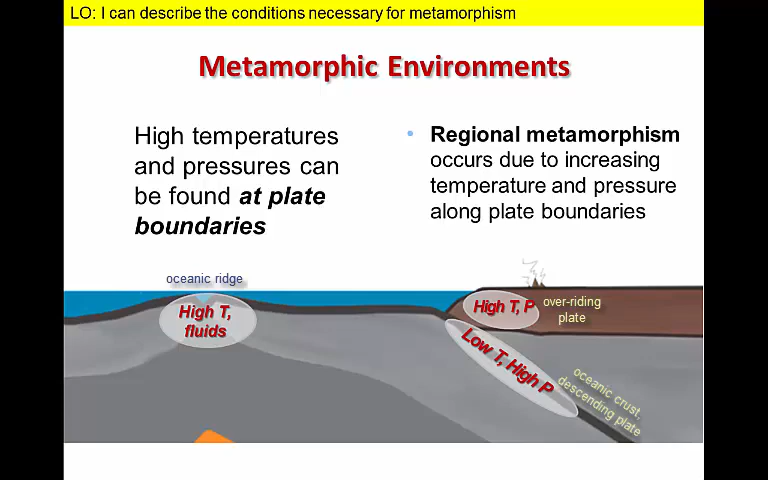 LO: I can describe the conditions necessary for metamorphism
Metamorphic Environments
High temperatures
and pressures can
be found at plate
boundaries
• Regional metamorphism
occurs due to increasing
temperature and pressure
along plate boundaries
oceanic ridge
High T,
fluids
High T, P
over-riding
plate
Low T, High P
oceanic crust,
descending plate